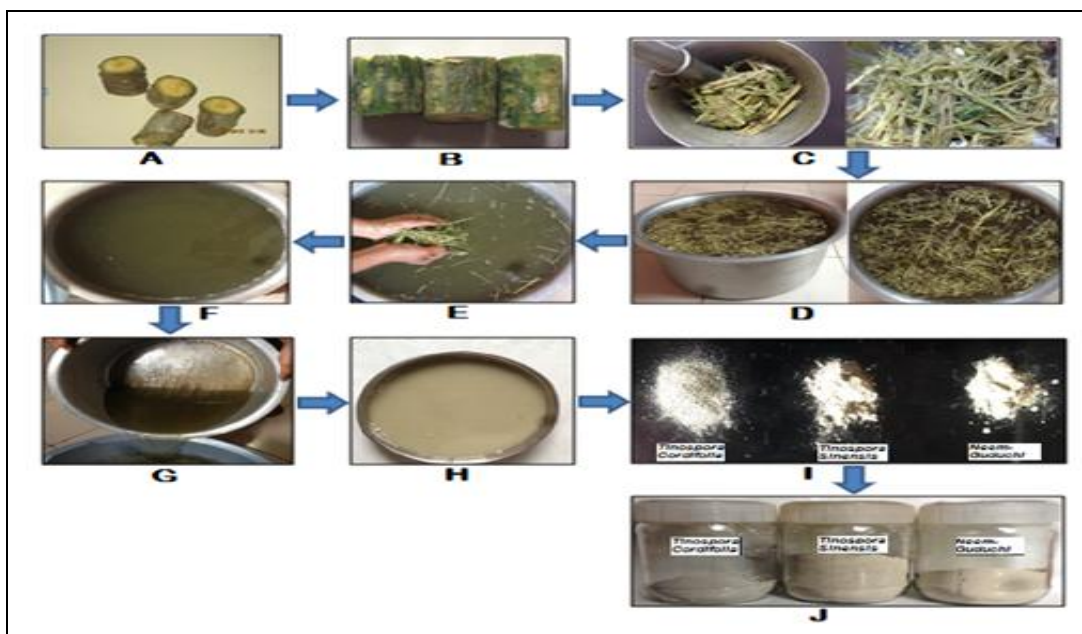 A
B
C
F
E
D
G
H
Tinospora
Cordifolia
Tinospora
Sinensis
Neem-
Guduchi
I
Tinospora
Cordifolia
Tinospora
Sinensis
Neem-
Guduchi
J